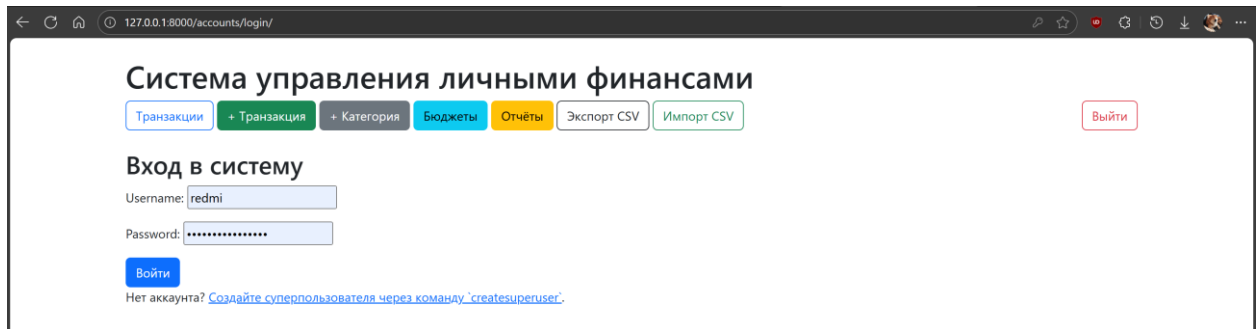 127.0.0.1:8000/accounts/login/
Система управления личными финансами
Транзакции + Транзакция + Категория Бюджеты Отчёты Экспорт CSV Импорт CSV Выйти
Вход в систему
Username: redmi
Password: ••••••••••••••••
Войти
Нет аккаунта? Создайте суперпользователя через команду `createsuperuser`.